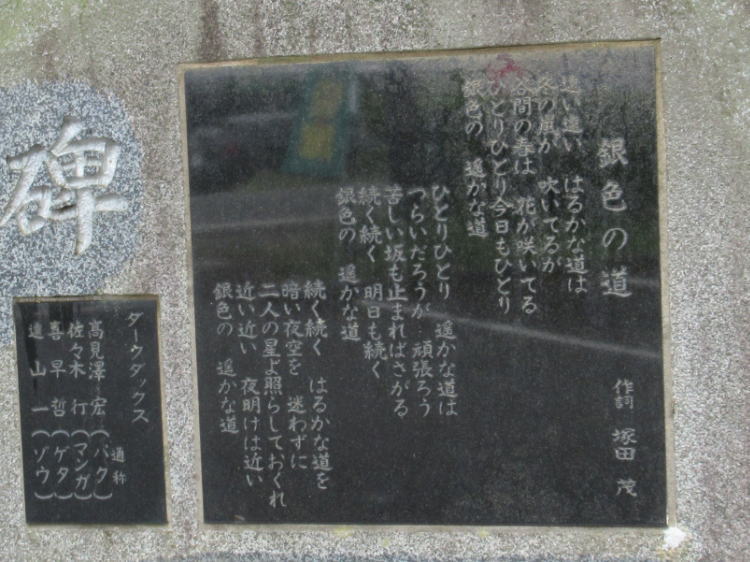 銀色の道
作詞 塚田 茂
遠い遠い はるかな道は
冬の嵐が 吹いてるが
谷間の春は 花が咲いてる
ひとりひとり今日もひとり
銀色の 遥かな道
ひとりひとり 遥かな道は
つらいだろうが 頑張ろう
苦しい坂も止まればさがる
続く続く 明日も続く
銀色の 遥かな道
続く続く はるかな道を
暗い夜空を 迷わずに
二人の星よ照らしておくれ
近い近い 夜明けは近い
銀色の 遥かな道
碑
ダークダックス
通称
高見澤 宏 (パク)
佐々木 行 (マンガ)
喜早 哲 (ゲタ)
遠山 一 (ゾウ)